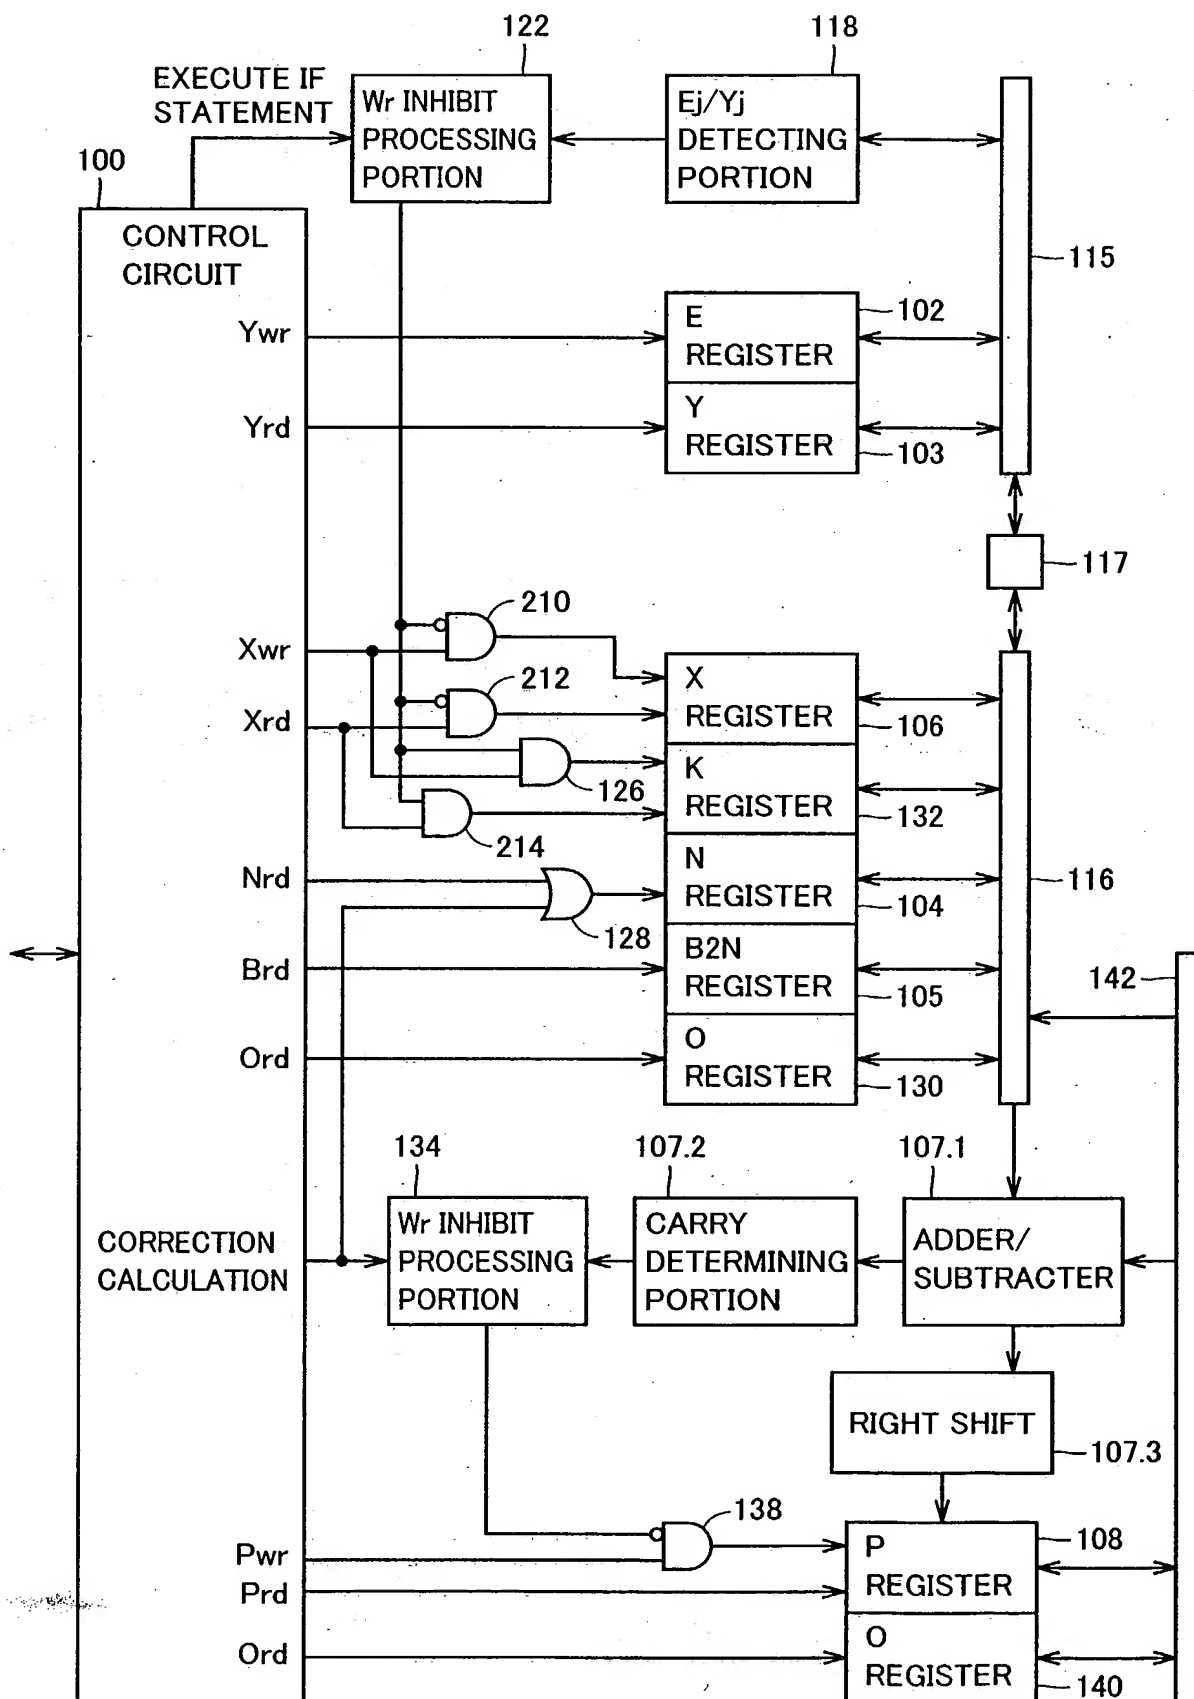 122
118
EXECUTE IF
STATEMENT
Wr INHIBIT
PROCESSING
PORTION
Ej/Yj
DETECTING
PORTION
100
CONTROL
CIRCUIT
115
Ywr
E
REGISTER
102
Yrd
Y
REGISTER
103
117
210
Xwr
212
X
REGISTER
106
Xrd
126
K
REGISTER
132
214
Nrd
N
REGISTER
104
116
128
Brd
B2N
REGISTER
105
142
Ord
O
REGISTER
130
134
107.2
107.1
CORRECTION
CALCULATION
Wr INHIBIT
PROCESSING
PORTION
CARRY
DETERMINING
PORTION
ADDER/
SUBTRACTER
RIGHT SHIFT
107.3
138
Pwr
Prd
P
REGISTER
108
Ord
O
REGISTER
140